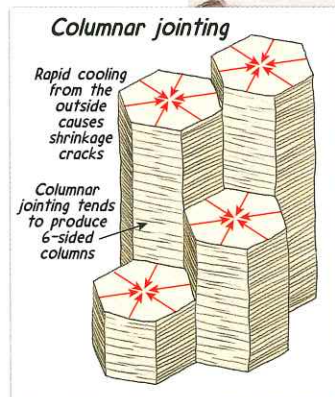 Columnar jointing
Rapid cooling
from the
outside
causes
shrinkage
cracks
Columnar
jointing tends
to produce
6-sided
columns